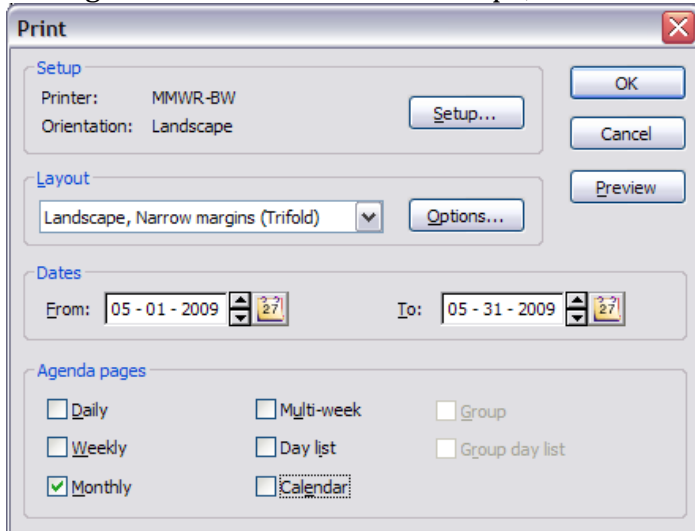 Print
Setup
Printer: MMWR-BW
Orientation: Landscape
Setup...
OK
Cancel
Layout
Landscape, Narrow margins (Trifold)
Options...
Preview
Dates
From: 05 - 01 - 2009 27
To: 05 - 31 - 2009 27
Agenda pages
Daily
Multi-week
Group
Weekly
Day list
Group day list
Monthly
Calendar